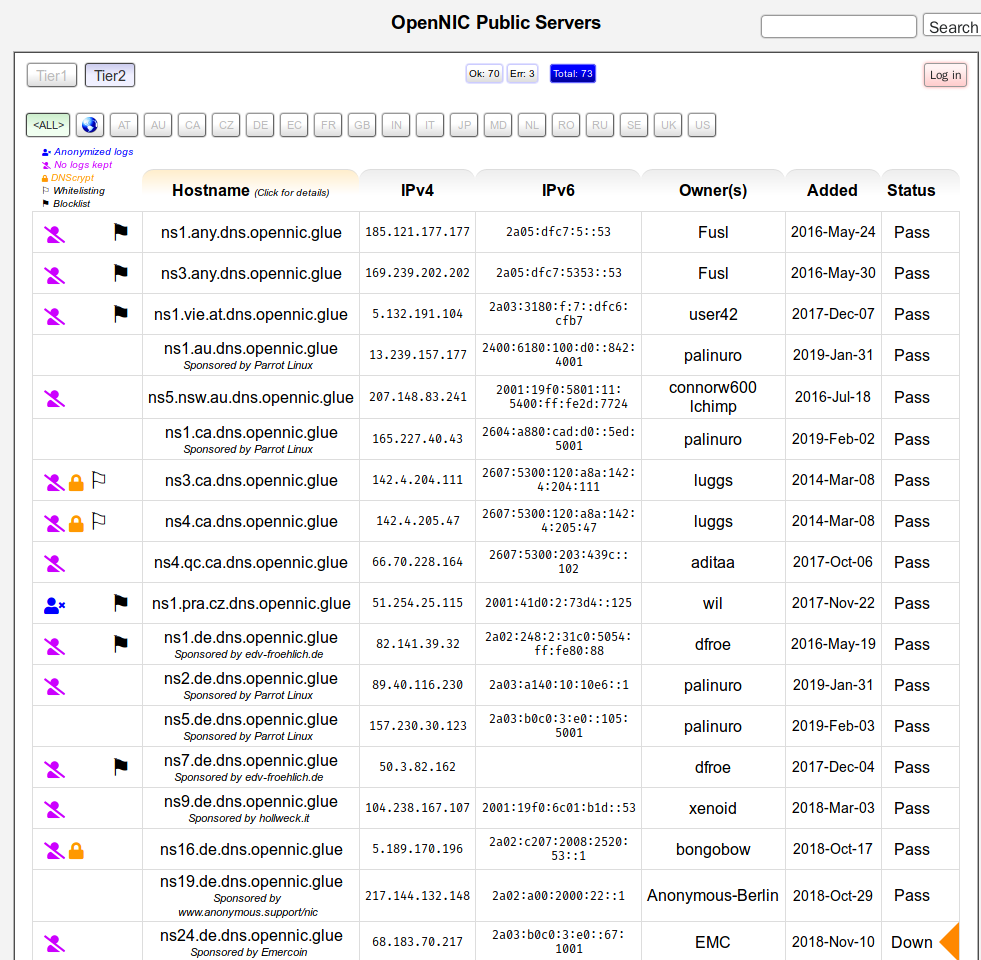 OpenNIC Public Servers
Search
Tier1 Tier2 Ok: 70 Err: 3 Total: 73 Log in
<ALL> AT AU CA CZ DE EC FR GB IN IT JP MD NL RO RU SE UK US
Anonymized logs
No logs kept
DNScrypt
Whitelisting
Blocklist
Hostname (Click for details) IPv4 IPv6 Owner(s) Added Status
ns1.any.dns.opennic.glue 185.121.177.177 2a05:dfc7:5::53 Fusl 2016-May-24 Pass
ns3.any.dns.opennic.glue 169.239.202.202 2a05:dfc7:5353::53 Fusl 2016-May-30 Pass
ns1.vie.at.dns.opennic.glue 5.132.191.104 2a03:3180:f:7::dfc6:
cfb7 user42 2017-Dec-07 Pass
ns1.au.dns.opennic.glue
Sponsored by Parrot Linux 13.239.157.177 2400:6180:100:d0::842:
4001 palinuro 2019-Jan-31 Pass
ns5.nsw.au.dns.opennic.glue 207.148.83.241 2001:19f0:5801:11:
5400:ff:fe2d:7724 connorw600
lchimp 2016-Jul-18 Pass
ns1.ca.dns.opennic.glue
Sponsored by Parrot Linux 165.227.40.43 2604:a880:cad:d0::5ed:
5001 palinuro 2019-Feb-02 Pass
ns3.ca.dns.opennic.glue 142.4.204.111 2607:5300:120:a8a:142:
4:204:111 luggs 2014-Mar-08 Pass
ns4.ca.dns.opennic.glue 142.4.205.47 2607:5300:120:a8a:142:
4:205:47 luggs 2014-Mar-08 Pass
ns4.qc.ca.dns.opennic.glue 66.70.228.164 2607:5300:203:439c::
102 aditaa 2017-Oct-06 Pass
ns1.pra.cz.dns.opennic.glue 51.254.25.115 2001:41d0:2:73d4::125 wil 2017-Nov-22 Pass
ns1.de.dns.opennic.glue
Sponsored by edv-froehlich.de 82.141.39.32 2a02:248:2:31c0:5054:
ff:fe80:88 dfroe 2016-May-19 Pass
ns2.de.dns.opennic.glue
Sponsored by Parrot Linux 89.40.116.230 2a03:a140:10:10e6::1 palinuro 2019-Jan-31 Pass
ns5.de.dns.opennic.glue
Sponsored by Parrot Linux 157.230.30.123 2a03:b0c0:3:e0::105:
5001 palinuro 2019-Feb-03 Pass
ns7.de.dns.opennic.glue
Sponsored by edv-froehlich.de 50.3.82.162 dfroe 2017-Dec-04 Pass
ns9.de.dns.opennic.glue
Sponsored by hollweck.it 104.238.167.107 2001:19f0:6c01:b1d::53 xenoid 2018-Mar-03 Pass
ns16.de.dns.opennic.glue 5.189.170.196 2a02:c207:2008:2520:
53::1 bongobow 2018-Oct-17 Pass
ns19.de.dns.opennic.glue
Sponsored by
www.anonymous.support/nic 217.144.132.148 2a02:a00:2000:22::1 Anonymous-Berlin 2018-Oct-29 Pass
ns24.de.dns.opennic.glue
Sponsored by Emercoin 68.183.70.217 2a03:b0c0:3:e0::67:
1001 EMC 2018-Nov-10 Down